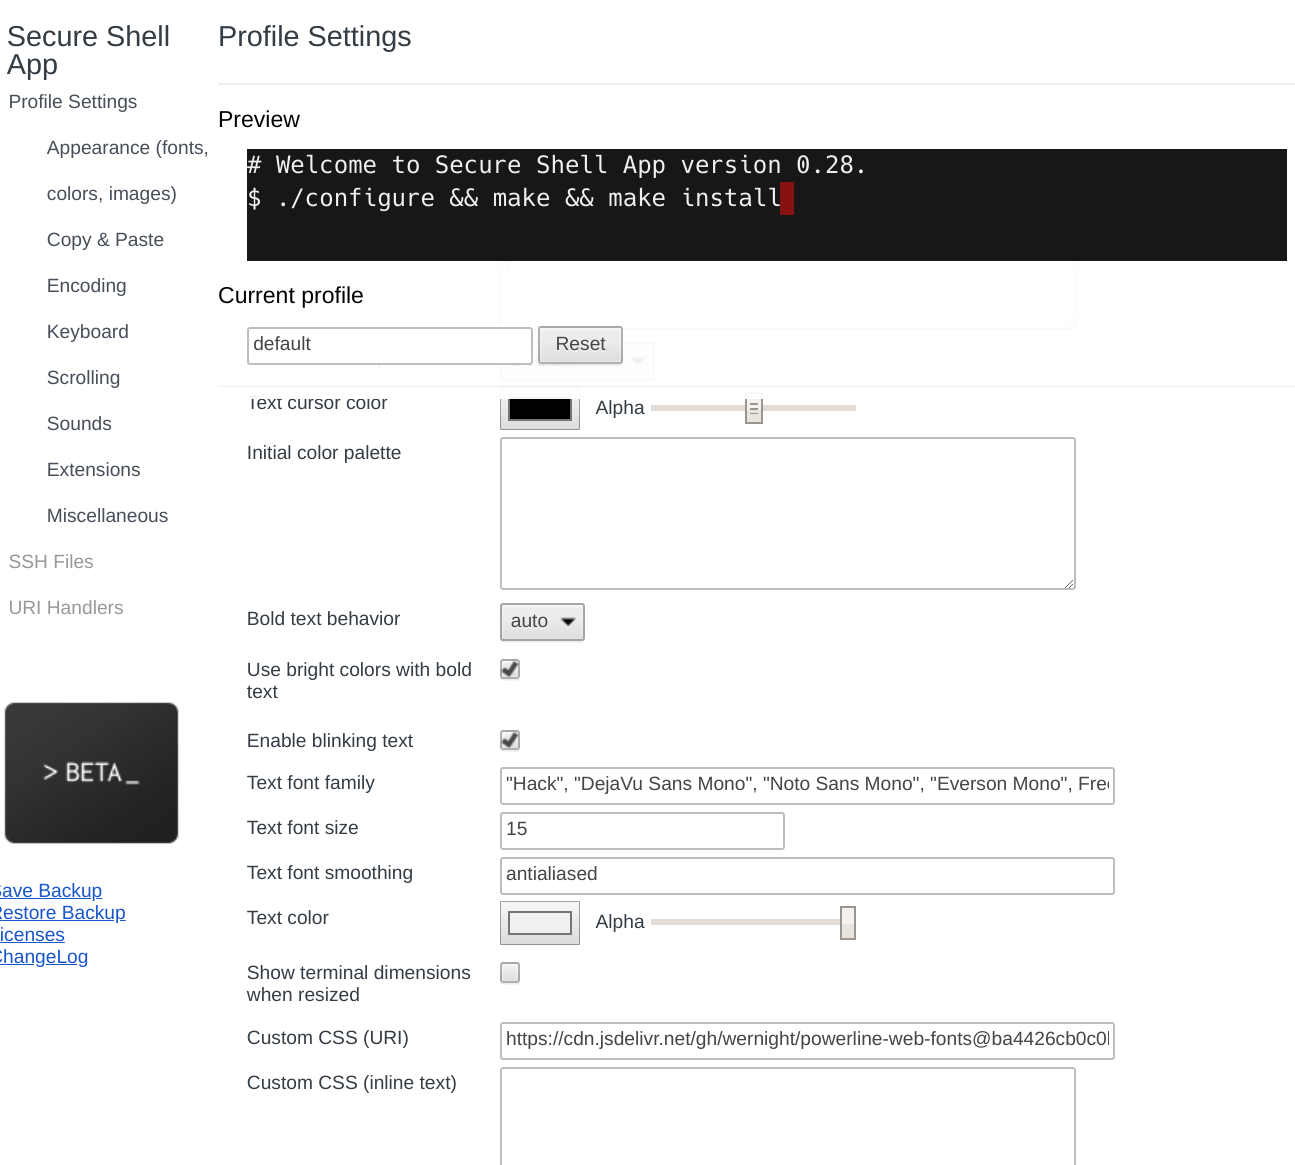 Secure Shell
App
Profile Settings
Appearance (fonts,
colors, images)
Copy & Paste
Encoding
Keyboard
Scrolling
Sounds
Extensions
Miscellaneous
SSH Files
URI Handlers
> BETA_
Save Backup
Restore Backup
icenses
ChangeLog
Profile Settings
Preview
# Welcome to Secure Shell App version 0.28.
$ ./configure && make && make install
Current profile
default Reset
Text cursor color Alpha
Initial color palette
Bold text behavior auto
Use bright colors with bold
text
Enable blinking text
Text font family "Hack", "DejaVu Sans Mono", "Noto Sans Mono", "Everson Mono", Free
Text font size 15
Text font smoothing antialiased
Text color Alpha
Show terminal dimensions
when resized
Custom CSS (URI) https://cdn.jsdelivr.net/gh/wernight/powerline-web-fonts@ba4426cb0c0
Custom CSS (inline text)